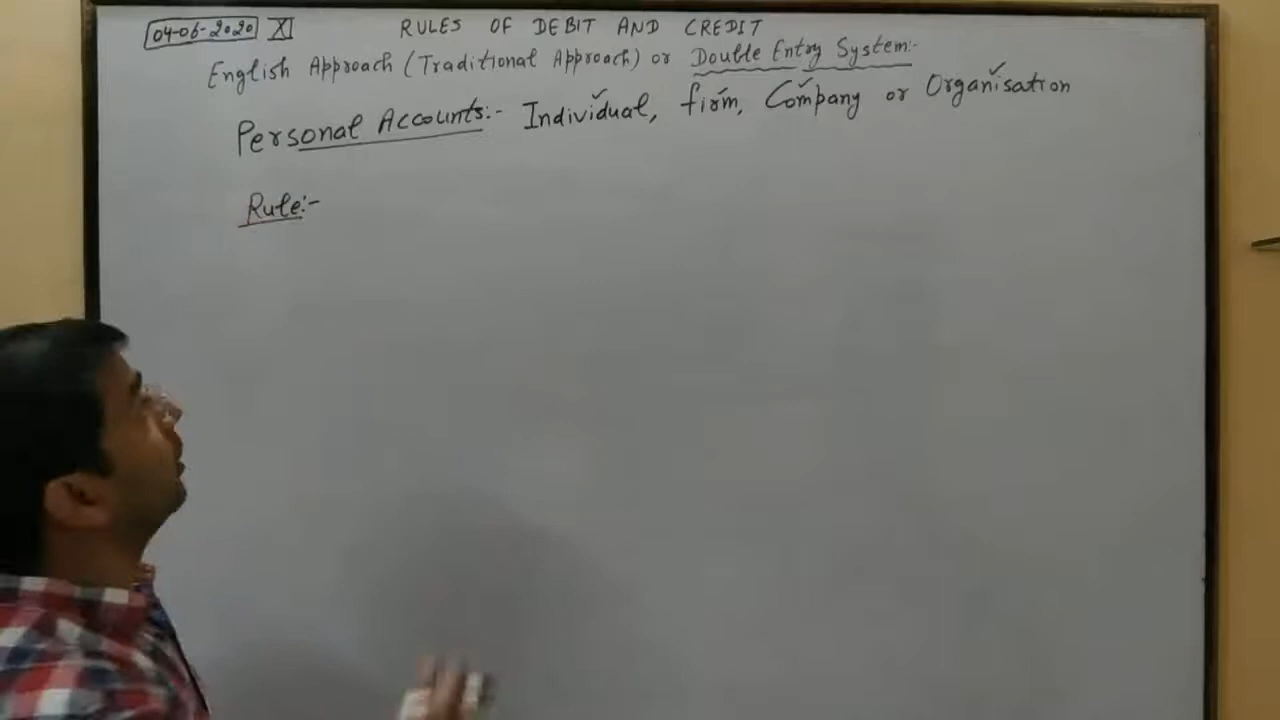 04-06-2020 XI RULES OF DEBIT AND CREDIT
English Approach (Traditional Approach) or Double Entry System:-
Personal Accounts:- Individual, firm, Company or Organisation
Rule:-